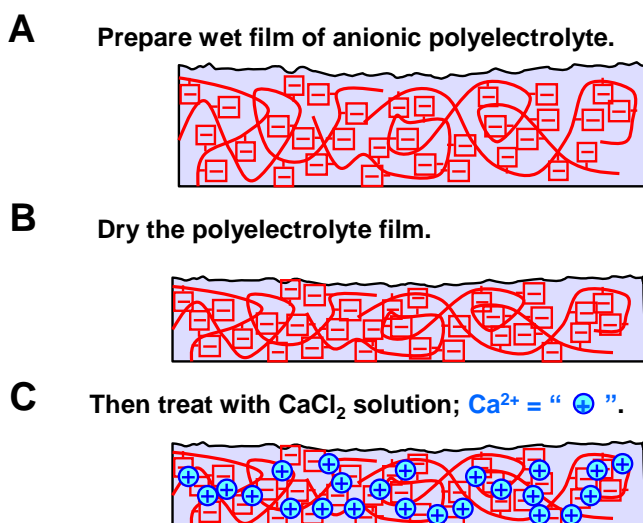 A
Prepare wet film of anionic polyelectrolyte.
B
Dry the polyelectrolyte film.
C
Then treat with CaCl₂ solution; Ca²⁺ = “ + ”.